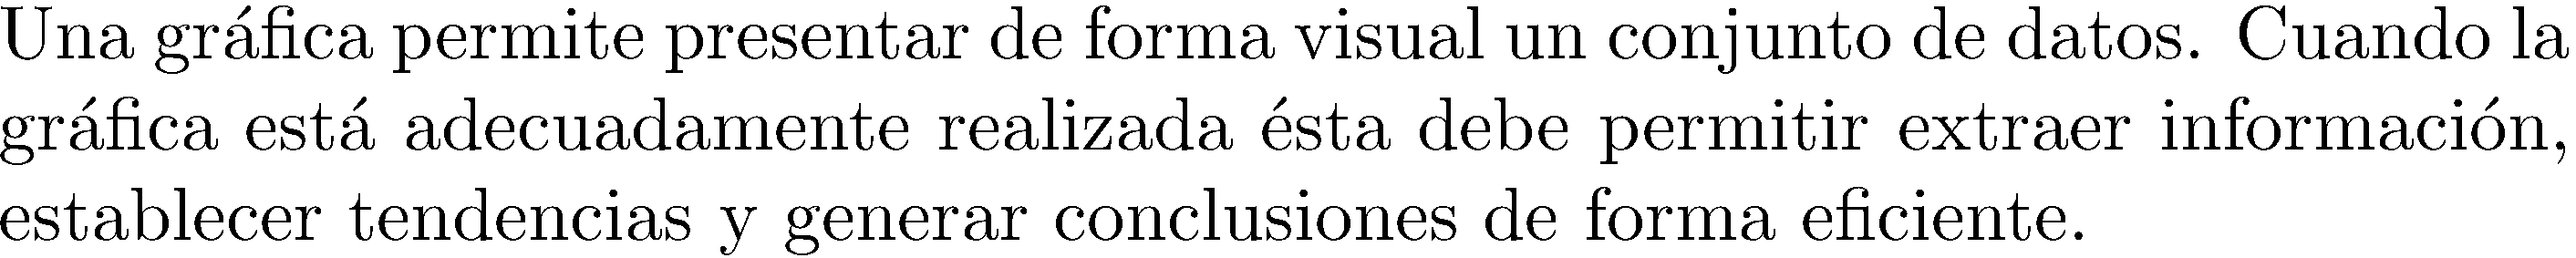 Una gráfica permite presentar de forma visual un conjunto de datos. Cuando la
gráfica está adecuadamente realizada ésta debe permitir extraer información,
establecer tendencias y generar conclusiones de forma eficiente.